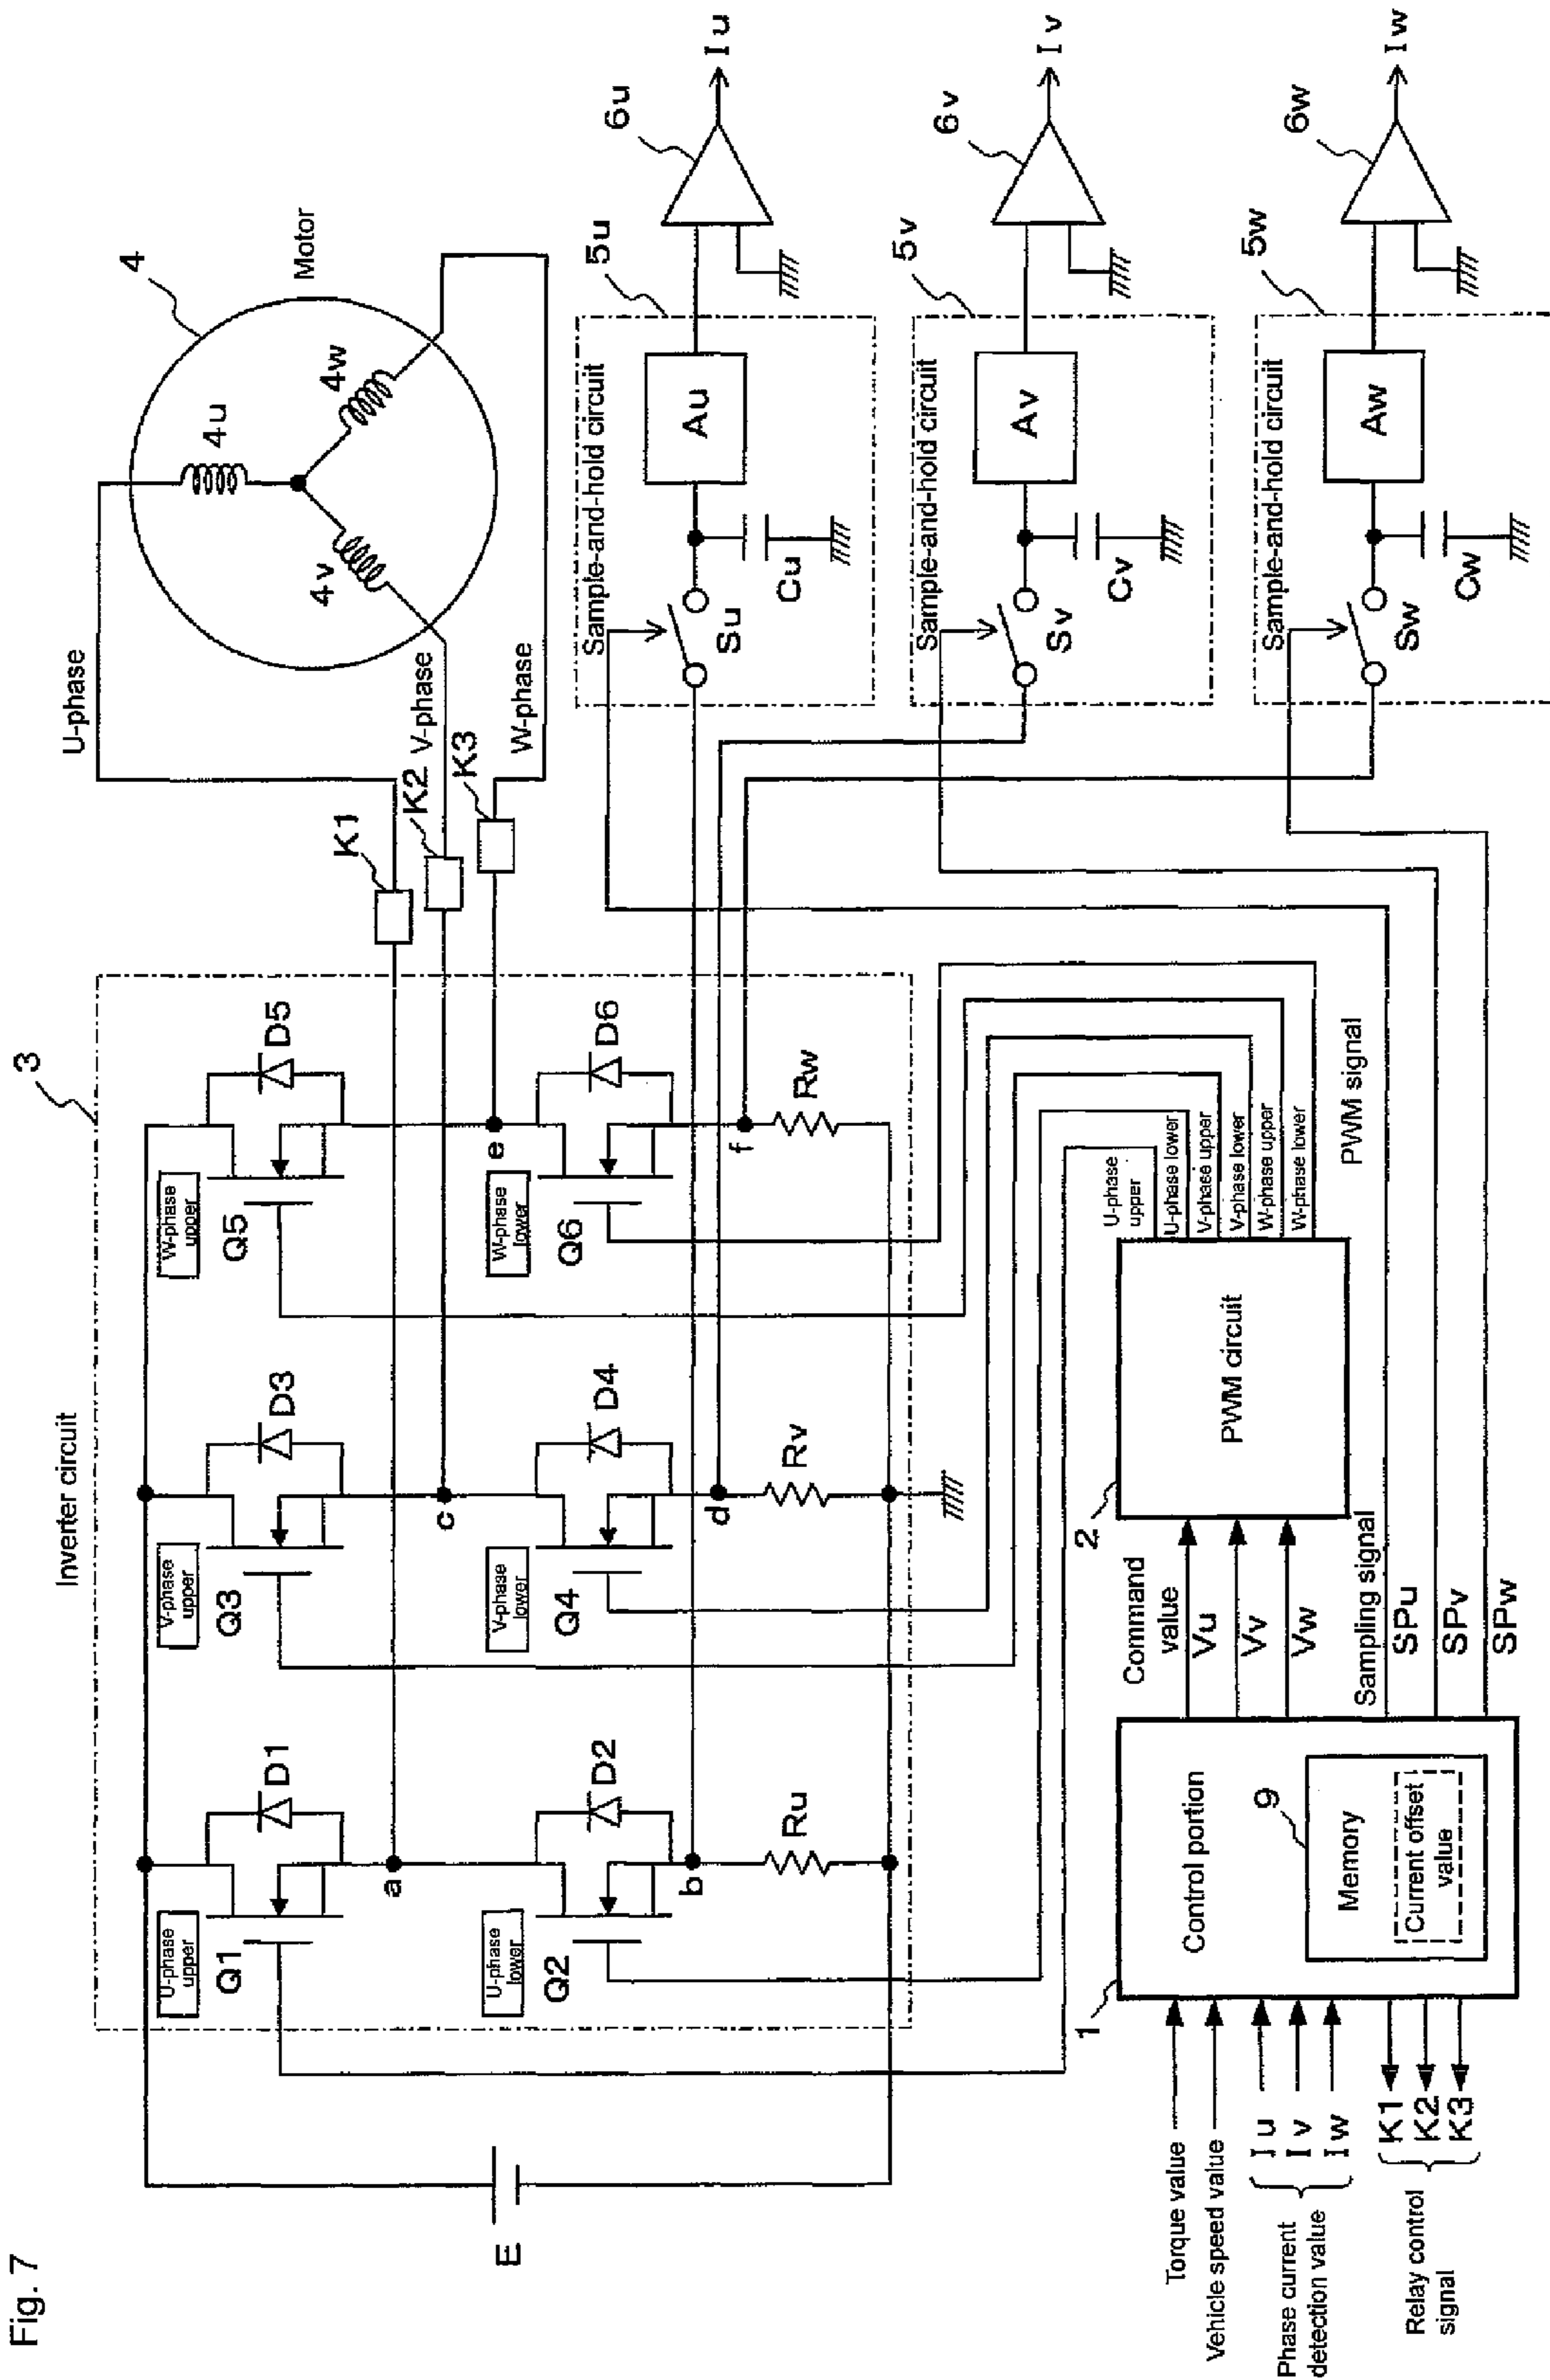 Fig. 7
Inverter circuit
3
E
U-phase
upper
Q1
D1
V-phase
upper
Q3
D3
W-phase
upper
Q5
D5
a
c
e
U-phase
lower
Q2
D2
V-phase
lower
Q4
D4
W-phase
lower
Q6
D6
b
d
f
Ru
Rv
Rw
K1
K2
K3
U-phase
V-phase
W-phase
4
Motor
4u
4v
4w
Sample-and-hold circuit
5u
Su
Cu
Au
6u
Iu
Sample-and-hold circuit
5v
Sv
Cv
Av
6v
Iv
Sample-and-hold circuit
5w
Sw
Cw
Aw
6w
Iw
Torque value
Vehicle speed value
Phase current
detection value
Iu
Iv
Iw
Relay control
signal
K1
K2
K3
1
Control portion
9
Memory
Current offset
value
Command
value
Vu
Vv
Vw
Sampling signal
SPu
SPv
SPw
2
PWM circuit
U-phase
upper
U-phase lower
V-phase upper
V-phase lower
W-phase upper
W-phase lower
PWM signal